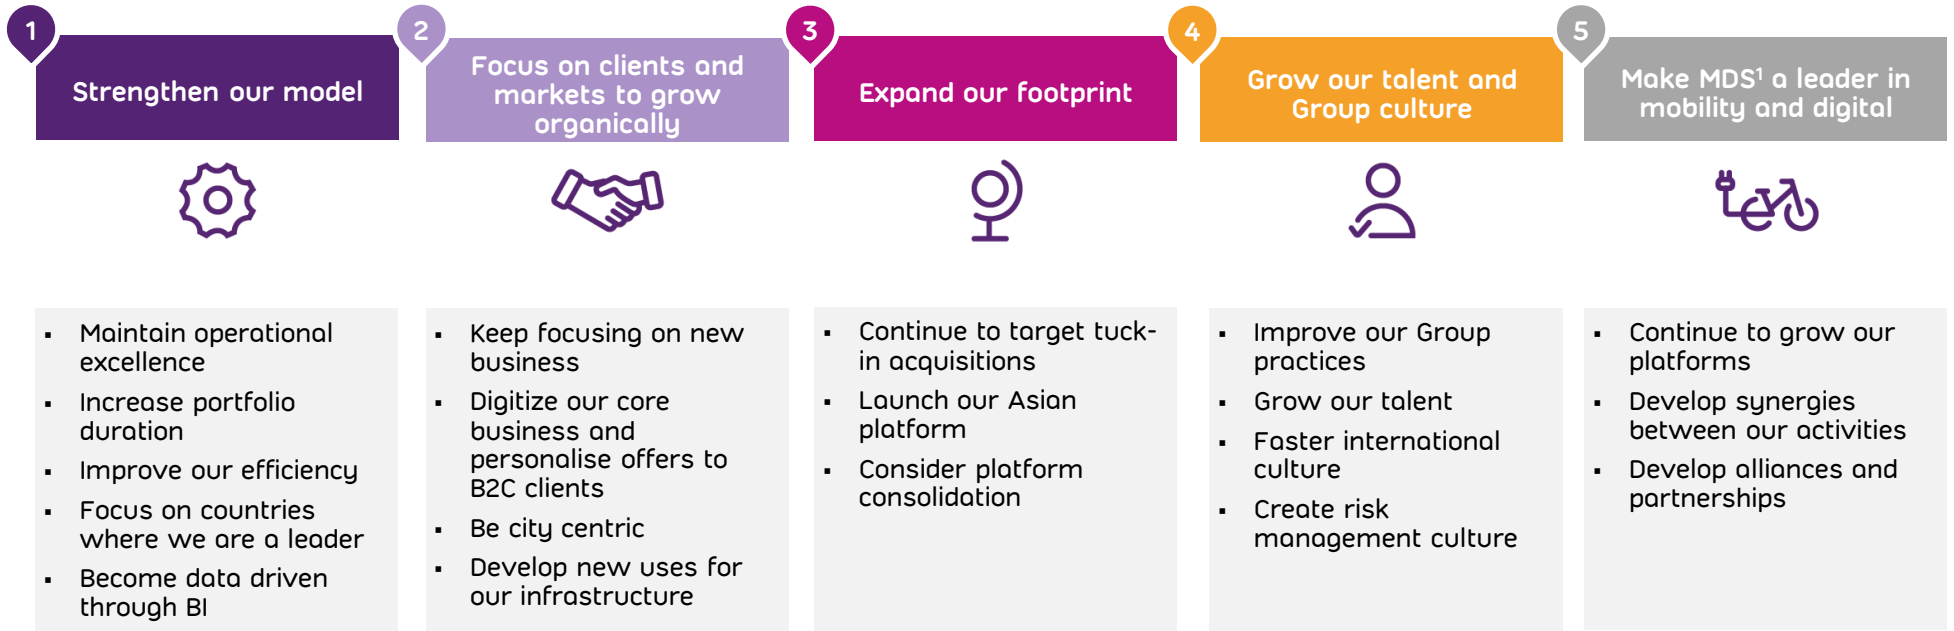 1
Strengthen our model
▪ Maintain operational
excellence
▪ Increase portfolio
duration
▪ Improve our efficiency
▪ Focus on countries
where we are a leader
▪ Become data driven
through BI
2
Focus on clients and
markets to grow
organically
▪ Keep focusing on new
business
▪ Digitize our core
business and
personalise offers to
B2C clients
▪ Be city centric
▪ Develop new uses for
our infrastructure
3
Expand our footprint
▪ Continue to target tuck-
in acquisitions
▪ Launch our Asian
platform
▪ Consider platform
consolidation
4
Grow our talent and
Group culture
▪ Improve our Group
practices
▪ Grow our talent
▪ Faster international
culture
▪ Create risk
management culture
5
Make MDS¹ a leader in
mobility and digital
▪ Continue to grow our
platforms
▪ Develop synergies
between our activities
▪ Develop alliances and
partnerships